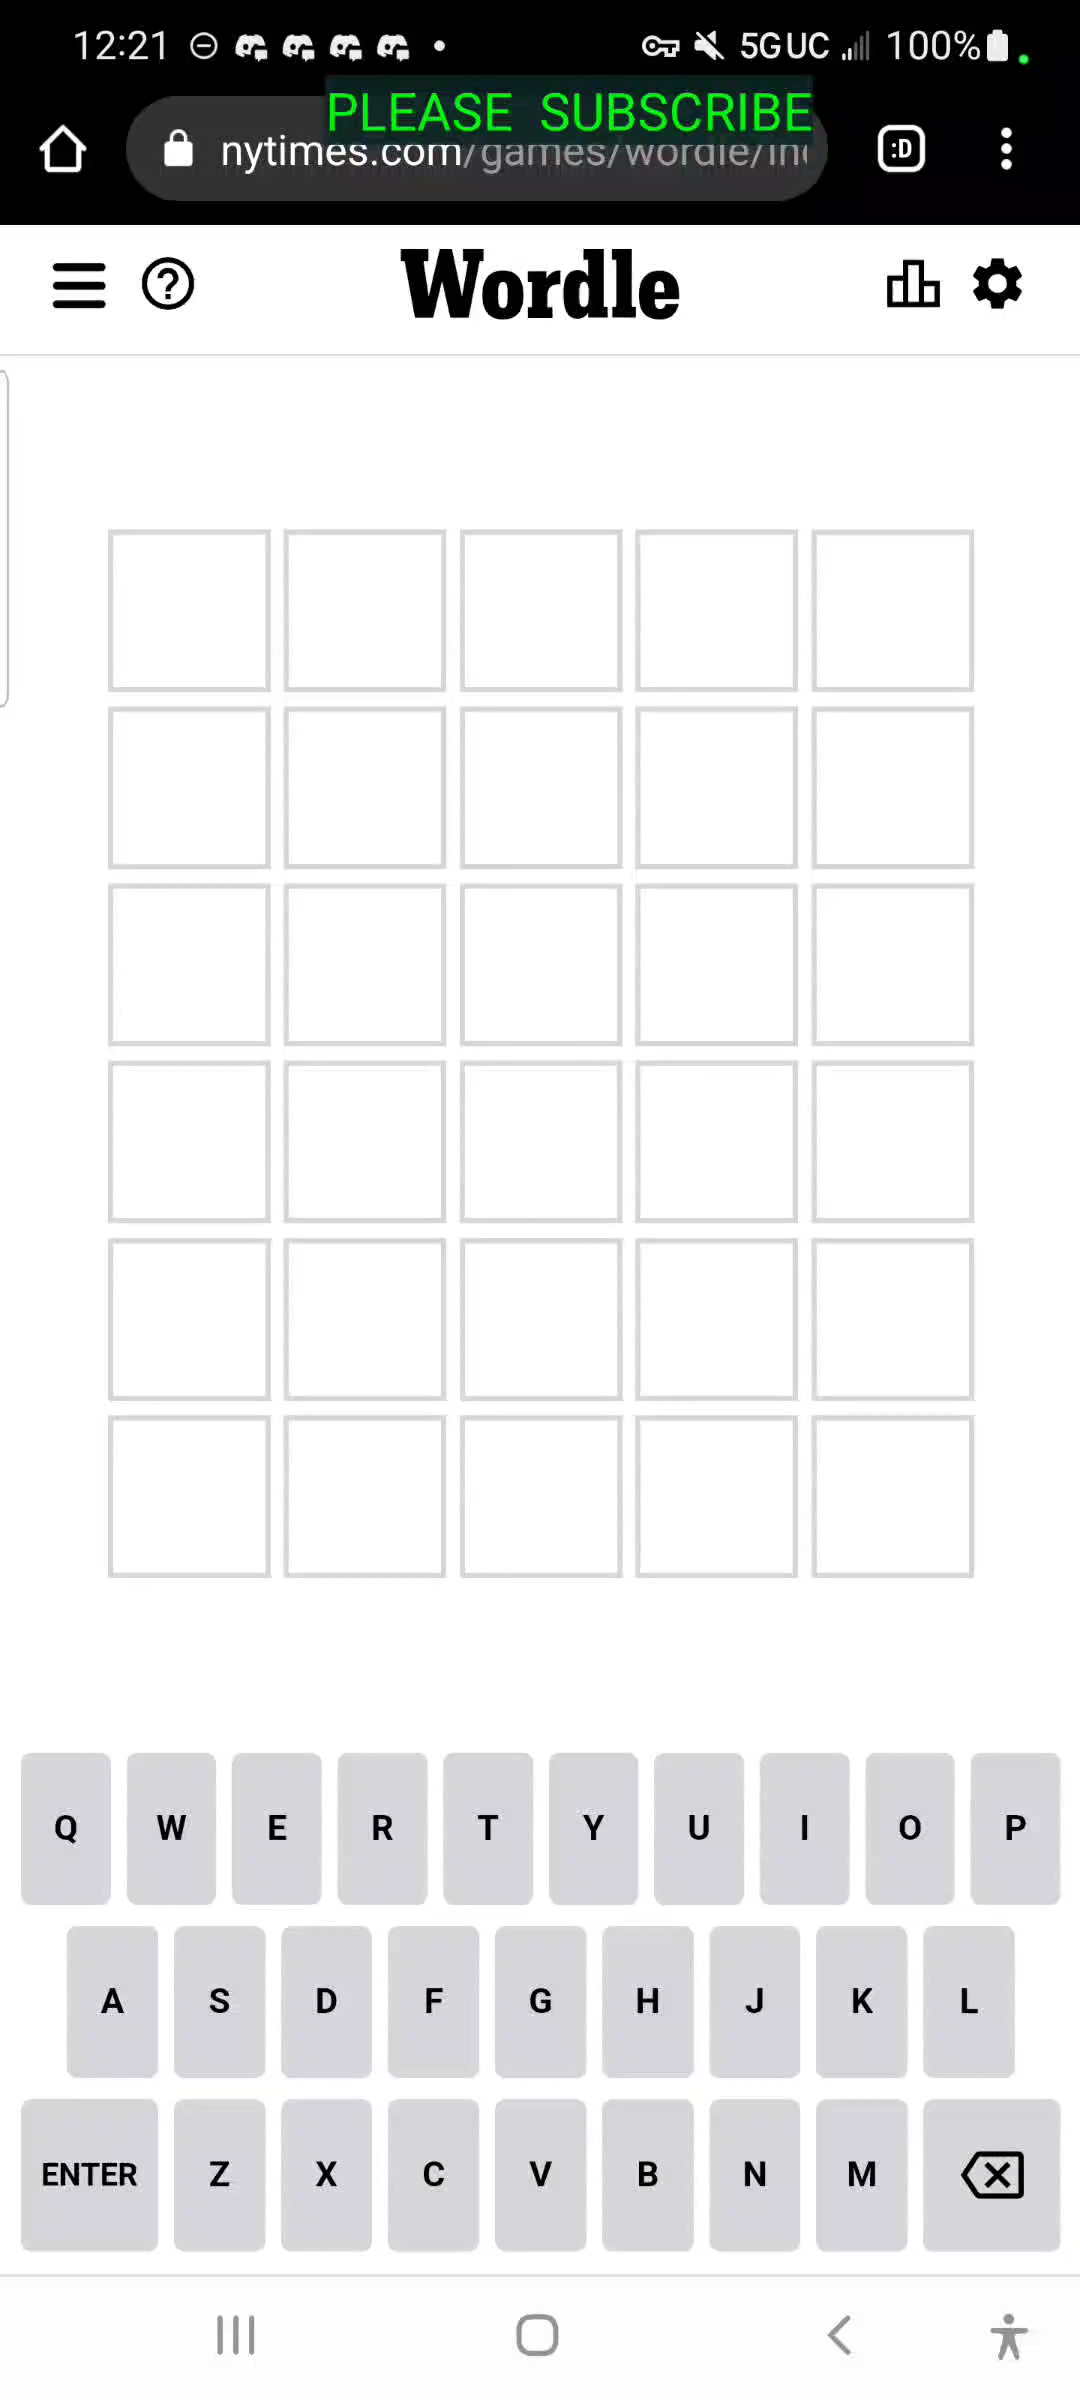 12:21 5G UC 100%
PLEASE SUBSCRIBE
:D
nytimes.com/games/wordle/in
Wordle
Q W E R T Y U I O P
A S D F G H J K L
ENTER Z X C V B N M